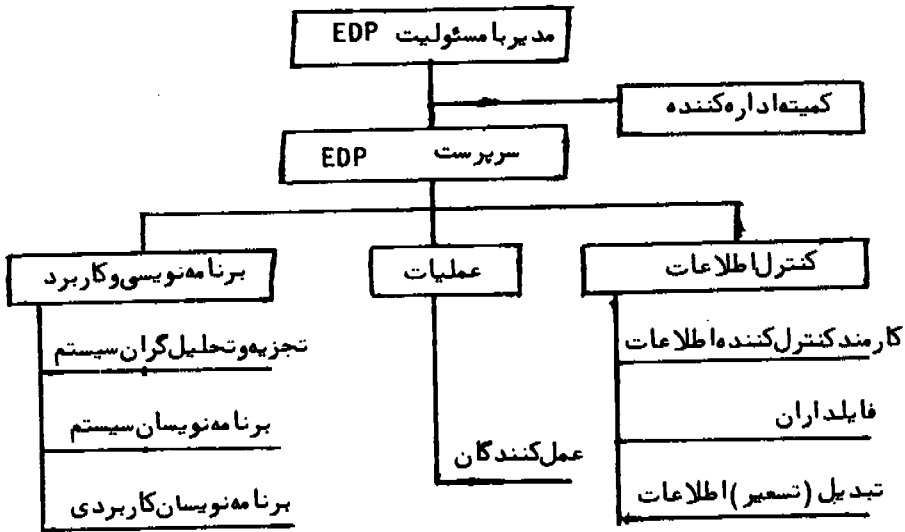 مدیر با مسئولیت EDP
کمیته اداره کننده
سرپرست EDP
کنترل اطلاعات
عملیات
برنامه نویسی و کاربرد
کارمند کنترل کننده اطلاعات
فایلداران
تبدیل (تسعیر) اطلاعات
عمل کنندگان
تجزیه و تحلیل گران سیستم
برنامه نویسان سیستم
برنامه نویسان کاربردی